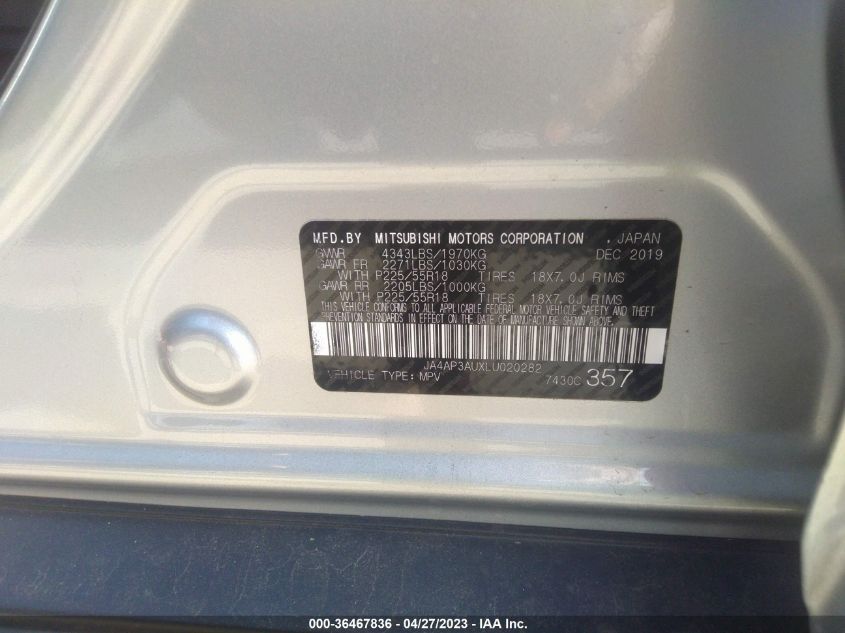 MFD.BY MITSUBISHI MOTORS CORPORATION . JAPAN
GVWR 4343LBS/1970KG DEC 2019
GAWR FR 2271LBS/1030KG
WITH P225/55R18 TIRES 18X7.0J RIMS
GAWR RR 2205LBS/1000KG
WITH P225/55R18 TIRES 18X7.0J RIMS
THIS VEHICLE CONFORMS TO ALL APPLICABLE FEDERAL MOTOR VEHICLE SAFETY AND THEFT
PREVENTION STANDARDS IN EFFECT ON THE DATE OF MANUFACTURE SHOWN ABOVE.
JA4AP3AUXLU020282
VEHICLE TYPE: MPV 7430C 357
000-36467836 - 04/27/2023 - IAA Inc.